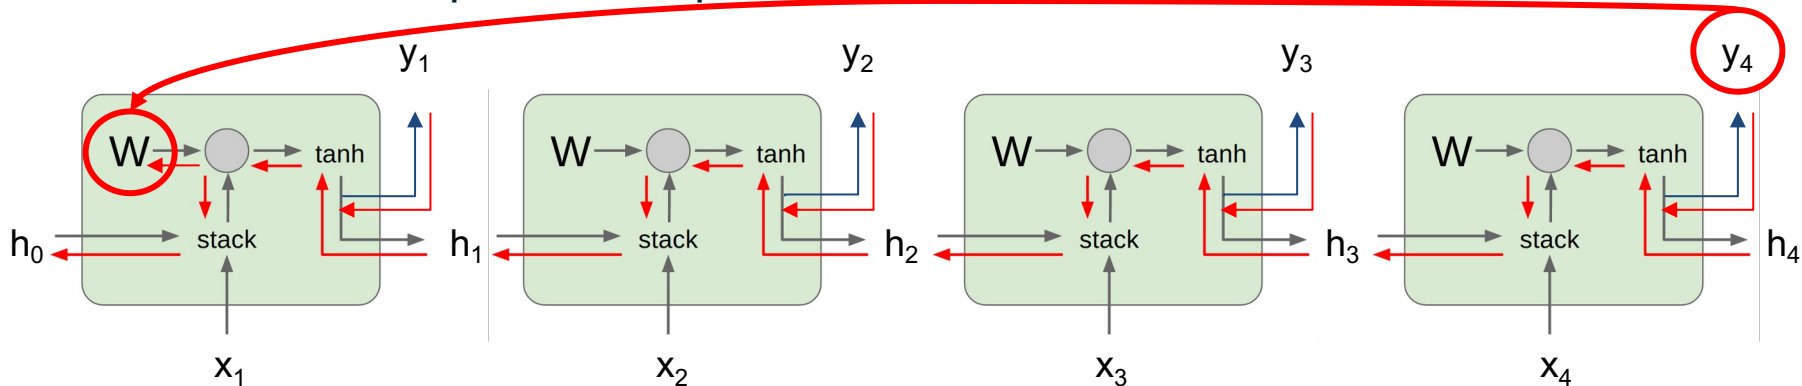 y1 y2 y3 y4
W tanh W tanh W tanh W tanh
h0 stack h1 stack h2 stack h3 stack h4
x1 x2 x3 x4